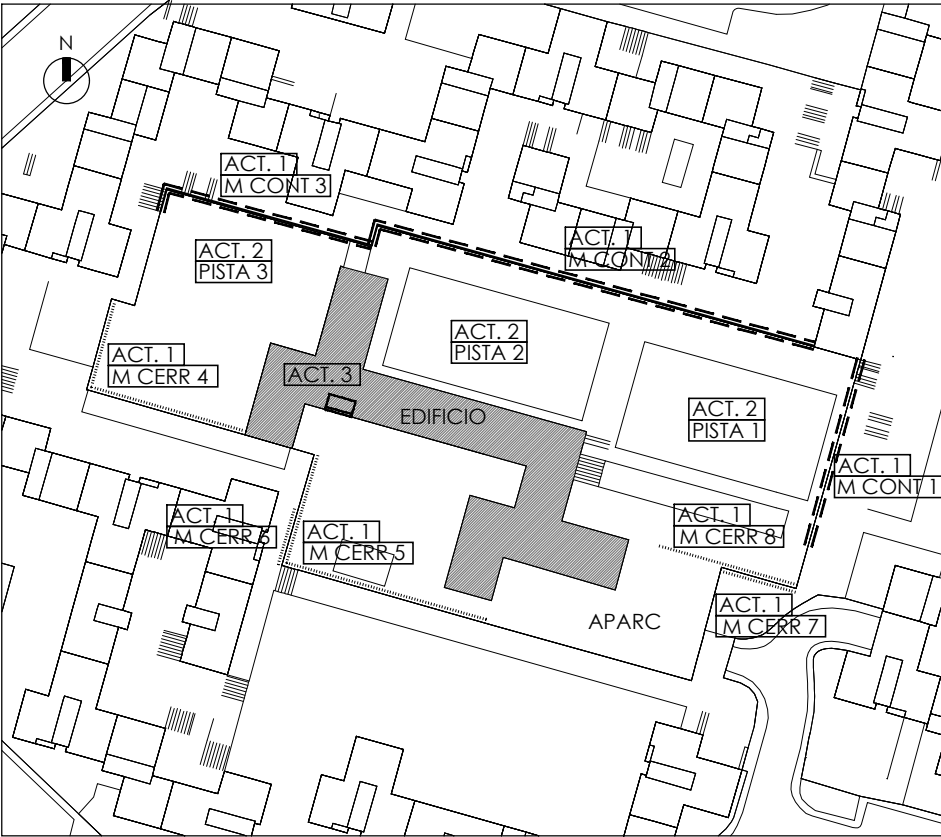 N
ACT. 1
M CONT 3
ACT. 2
PISTA 3
ACT. 1
M CONT 2
ACT. 2
PISTA 2
ACT. 1
M CERR 4
ACT. 3
EDIFICIO
ACT. 2
PISTA 1
ACT. 1
M CONT 1
ACT. 1
M CERR 6
ACT. 1
M CERR 5
ACT. 1
M CERR 8
ACT. 1
M CERR 7
APARC